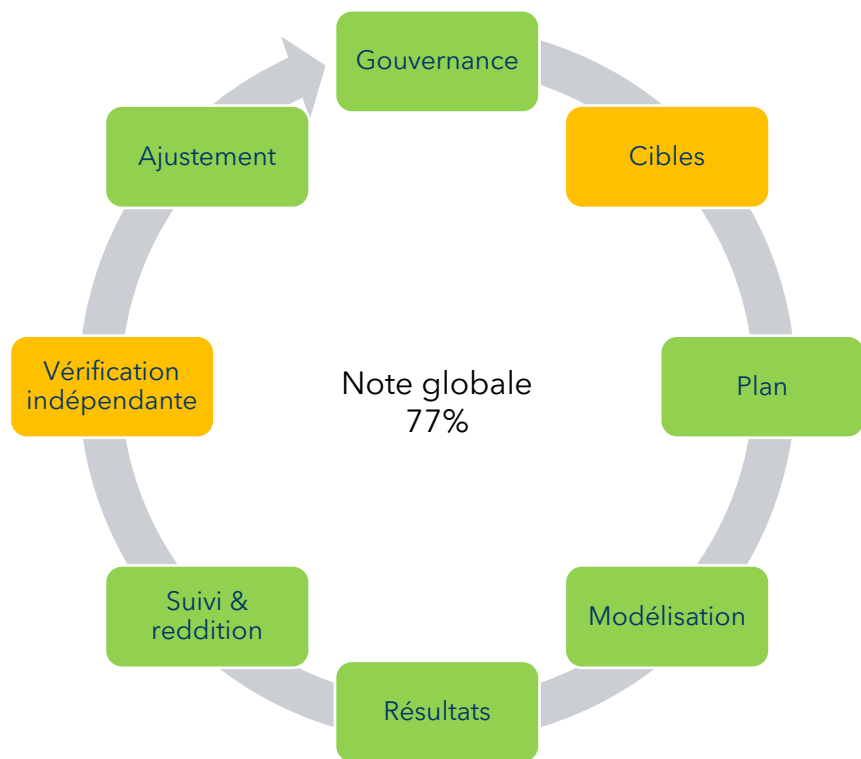 Gouvernance
Cibles
Plan
Modélisation
Résultats
Suivi &
reddition
Vérification
indépendante
Ajustement
Note globale
77%